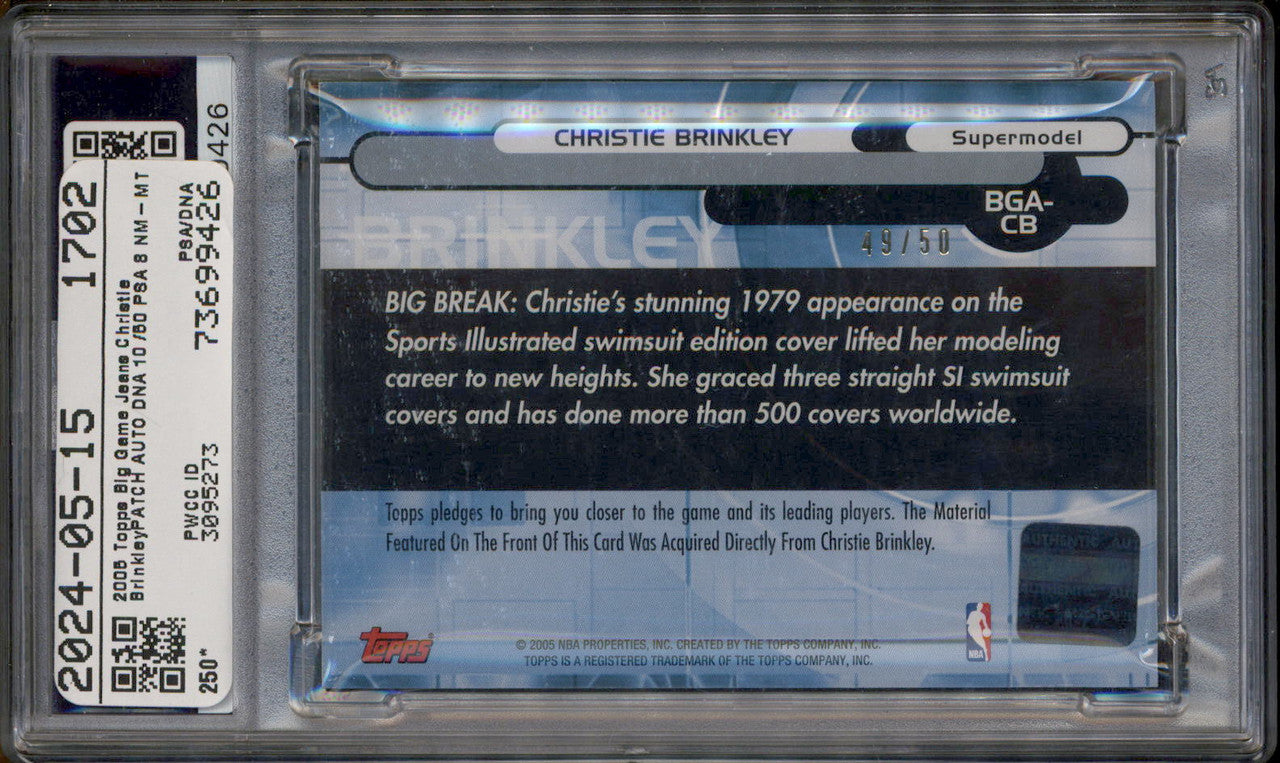 CHRISTIE BRINKLEY
Supermodel
BGA-
CB
BRINKLEY
49/50
BIG BREAK: Christie's stunning 1979 appearance on the
Sports Illustrated swimsuit edition cover lifted her modeling
career to new heights. She graced three straight SI swimsuit
covers and has done more than 500 covers worldwide.
Topps pledges to bring you closer to the game and its leading players. The Material
Featured On The Front Of This Card Was Acquired Directly From Christie Brinkley.
topps
© 2005 NBA PROPERTIES, INC. CREATED BY THE TOPPS COMPANY, INC.
TOPPS IS A REGISTERED TRADEMARK OF THE TOPPS COMPANY, INC.
NBA
2024-05-15 1702
2005 Topps Big Game Jeans Christie
BrinkleyPATCH AUTO DNA 10 /50 PSA 8 NM-MT
PWCC ID
3095273
PSA/DNA
73699426
250*
0426